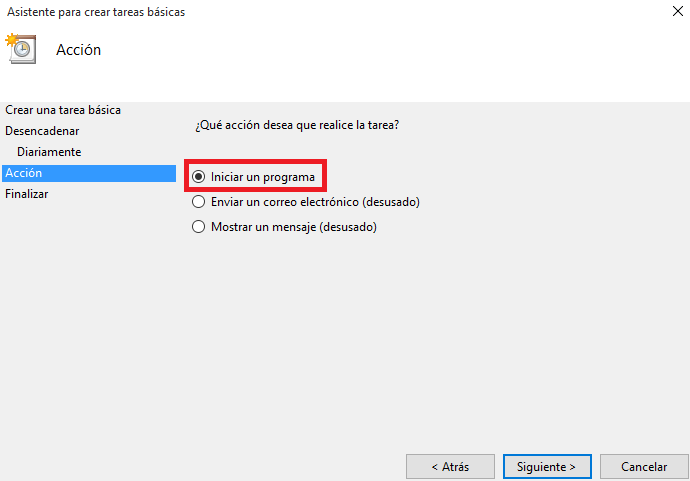 Asistente para crear tareas básicas
Acción
Crear una tarea básica
Desencadenar
Diariamente
Acción
Finalizar
¿Qué acción desea que realice la tarea?
Iniciar un programa
Enviar un correo electrónico (desusado)
Mostrar un mensaje (desusado)
< Atrás
Siguiente >
Cancelar